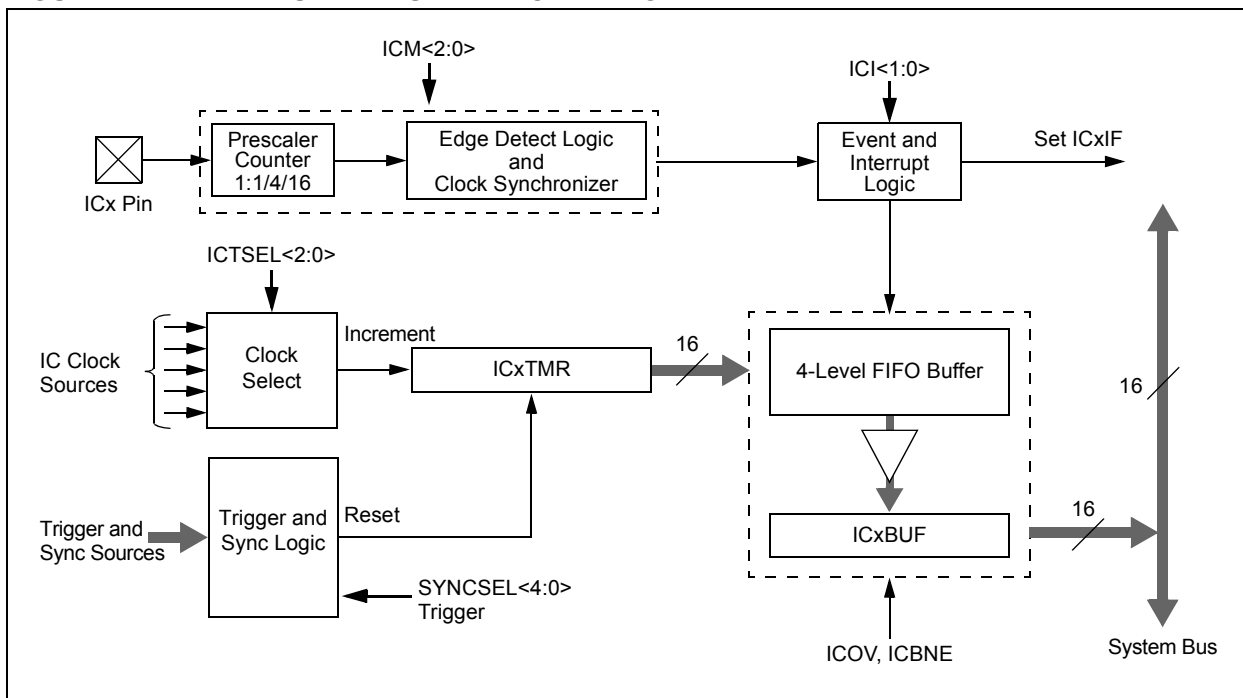 ICM<2:0>
ICI<1:0>
Prescaler
Counter
1:1/4/16
Edge Detect Logic
and
Clock Synchronizer
Event and
Interrupt
Logic
Set ICxIF
ICx Pin
ICTSEL<2:0>
IC Clock
Sources
Clock
Select
Increment
ICxTMR
16
4-Level FIFO Buffer
16
Trigger and
Sync Sources
Trigger and
Sync Logic
Reset
ICxBUF
16
SYNCSEL<4:0>
Trigger
ICOV, ICBNE
System Bus